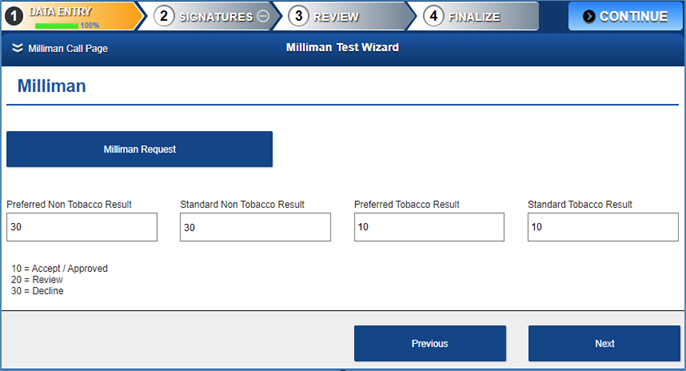 1 DATA ENTRY 100% 2 SIGNATURES 3 REVIEW 4 FINALIZE CONTINUE
Milliman Call Page Milliman Test Wizard
Milliman
Milliman Request
Preferred Non Tobacco Result Standard Non Tobacco Result Preferred Tobacco Result Standard Tobacco Result
30 30 10 10
10 = Accept / Approved
20 = Review
30 = Decline
Previous Next